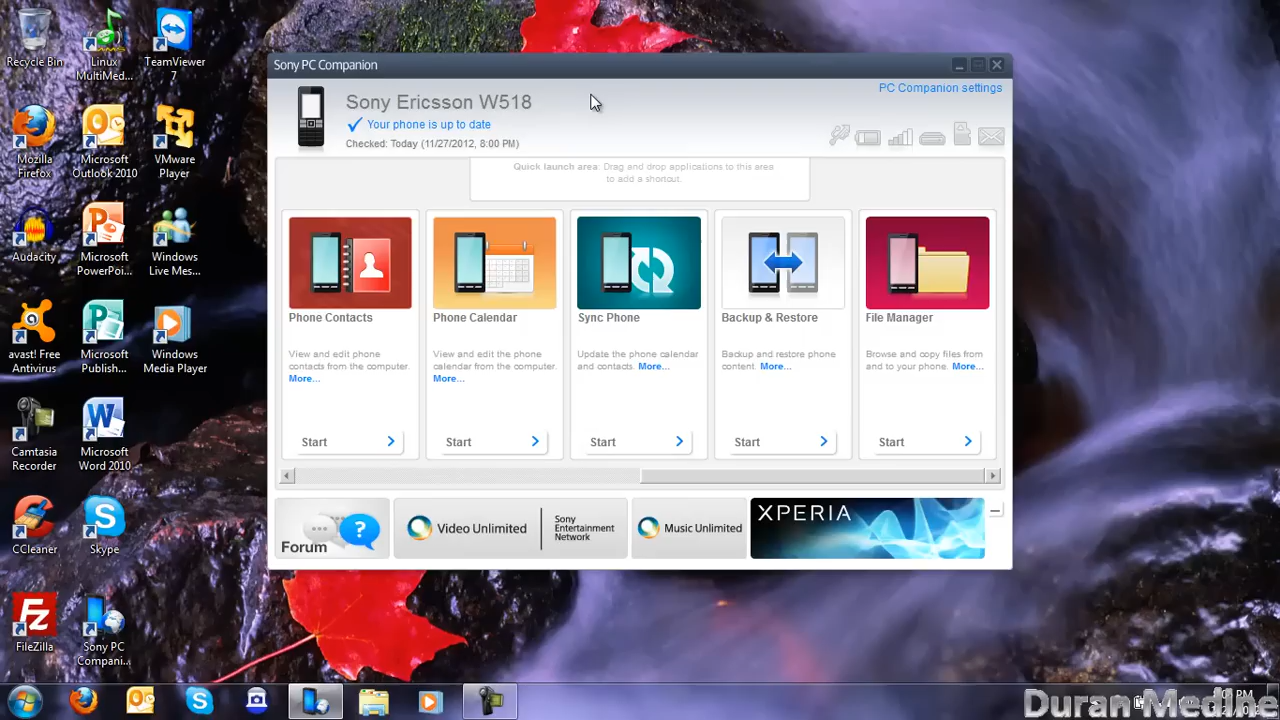 Recycle Bin
Linux
MultiMed...
TeamViewer
7
Mozilla
Firefox
Microsoft
Outlook 2010
VMware
Player
Audacity
Microsoft
PowerPoi...
Windows
Live Mes...
avast! Free
Antivirus
Microsoft
Publish...
Windows
Media Player
Camtasia
Recorder
Microsoft
Word 2010
CCleaner
Skype
FileZilla
Sony PC
Compani...
Sony PC Companion
PC Companion settings
Sony Ericsson W518
Your phone is up to date
Checked: Today (11/27/2012, 8:00 PM)
Quick launch area: Drag and drop applications to this area
to add a shortcut.
Phone Contacts
View and edit phone
contacts from the computer.
More...
Start
Phone Calendar
View and edit the phone
calendar from the computer.
More...
Start
Sync Phone
Update the phone calendar
and contacts. More...
Start
Backup & Restore
Backup and restore phone
content. More...
Start
File Manager
Browse and copy files from
and to your phone. More...
Start
Forum
Video Unlimited
Sony
Entertainment
Network
Music Unlimited
XPERIA
Duran Medine